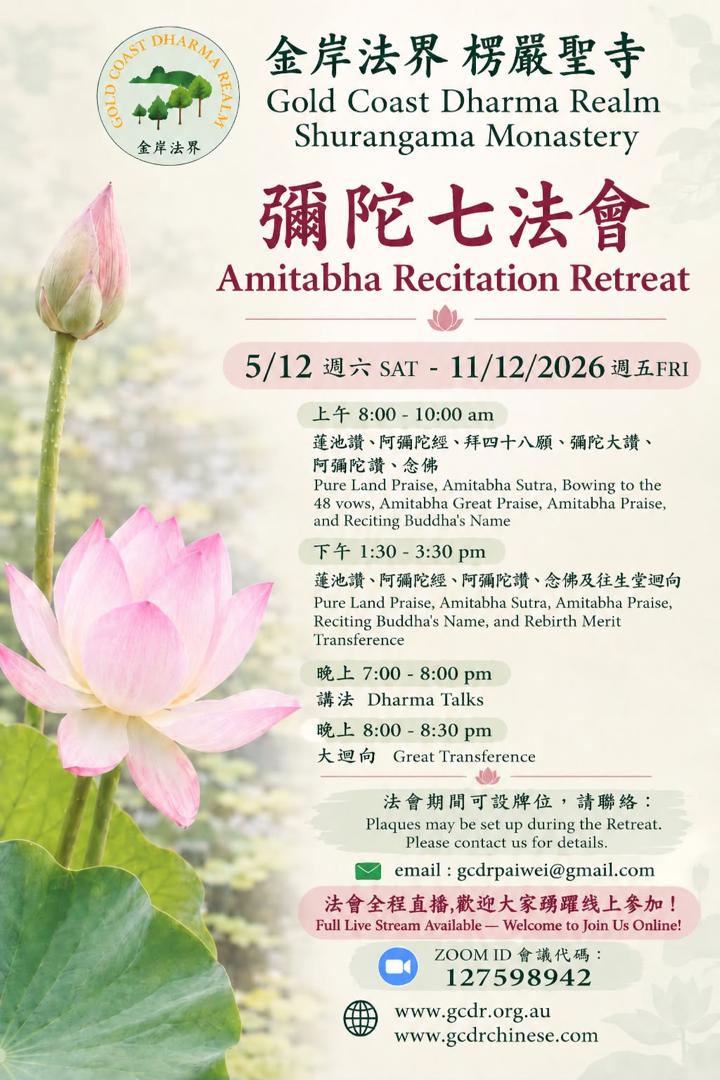 GOLD COAST DHARMA REALM
金岸法界
金岸法界 楞嚴聖寺
Gold Coast Dharma Realm
Shurangama Monastery
彌陀七法會
Amitabha Recitation Retreat
5/12 週六 SAT - 11/12/2026 週五FRI
上午 8:00 - 10:00 am
蓮池讚、阿彌陀經、拜四十八願、彌陀大讚、
阿彌陀讚、念佛
Pure Land Praise, Amitabha Sutra, Bowing to the
48 vows, Amitabha Great Praise, Amitabha Praise,
and Reciting Buddha's Name
下午 1:30 - 3:30 pm
蓮池讚、阿彌陀經、阿彌陀讚、念佛及往生堂迴向
Pure Land Praise, Amitabha Sutra, Amitabha Praise,
Reciting Buddha's Name, and Rebirth Merit
Transference
晚上 7:00 - 8:00 pm
講法 Dharma Talks
晚上 8:00 - 8:30 pm
大迴向 Great Transference
法會期間可設牌位，請聯絡：
Plaques may be set up during the Retreat.
Please contact us for details.
email : gcdrpaiwei@gmail.com
法會全程直播,歡迎大家踴躍线上參加！
Full Live Stream Available — Welcome to Join Us Online!
ZOOM ID 會議代碼：
127598942
www.gcdr.org.au
www.gcdrchinese.com